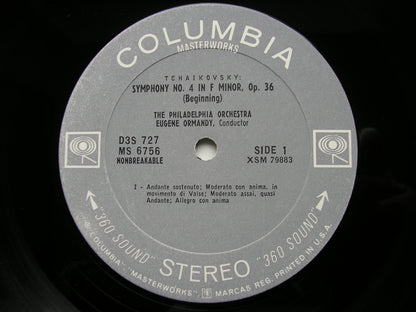 COLUMBIA
MASTERWORKS
TCHAIKOVSKY:
SYMPHONY NO. 4 IN F MINOR, Op. 36
(Beginning)
THE PHILADELPHIA ORCHESTRA
EUGENE ORMANDY, Conductor
D3S 727
MS 6756
NONBREAKABLE
SIDE 1
XSM 79883
I - Andante sostenuto; Moderato con anima, in
movimento di Valse; Moderato assai, quasi
Andante; Allegro con anima
"360 SOUND" STEREO "360 SOUND"
® "COLUMBIA", "MASTERWORKS", MARCAS REG. PRINTED IN U.S.A.